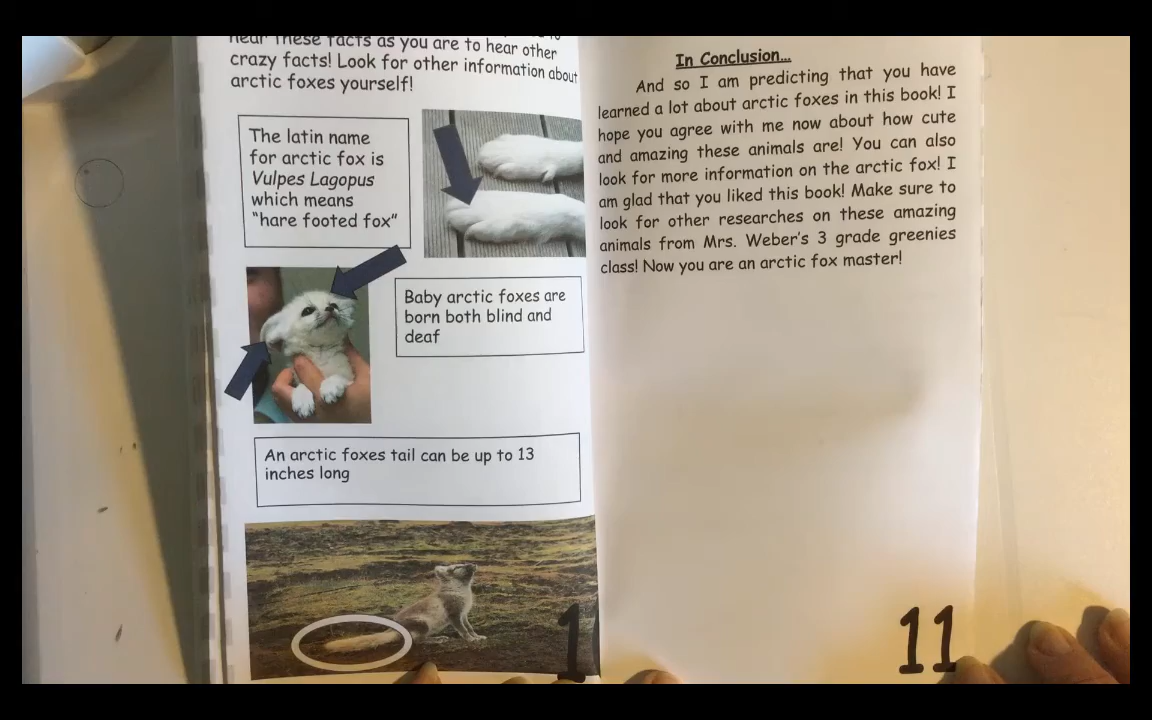 hear these facts as you are to hear other
crazy facts! Look for other information about
arctic foxes yourself!
The latin name
for arctic fox is
Vulpes Lagopus
which means
"hare footed fox"
Baby arctic foxes are
born both blind and
deaf
An arctic foxes tail can be up to 13
inches long
In Conclusion...
And so I am predicting that you have
learned a lot about arctic foxes in this book! I
hope you agree with me now about how cute
and amazing these animals are! You can also
look for more information on the arctic fox! I
am glad that you liked this book! Make sure to
look for other researches on these amazing
animals from Mrs. Weber's 3 grade greenies
class! Now you are an arctic fox master!
11